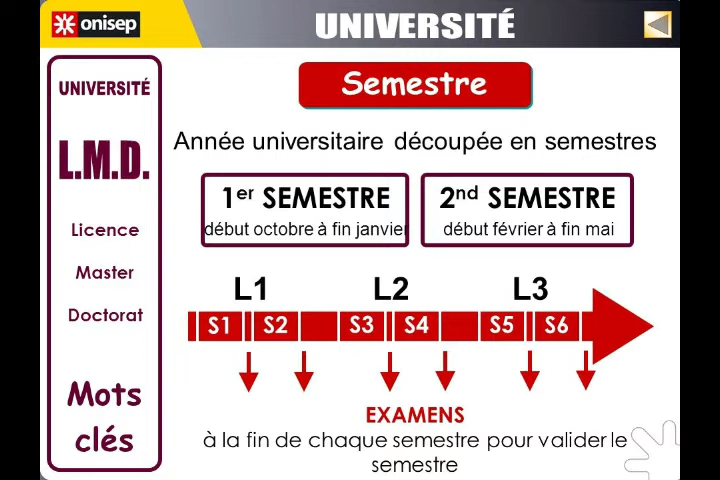 onisep
UNIVERSITÉ
UNIVERSITÉ
L.M.D.
Licence
Master
Doctorat
Mots
clés
Semestre
Année universitaire découpée en semestres
1er SEMESTRE
début octobre à fin janvier
2nd SEMESTRE
début février à fin mai
L1 L2 L3
S1 S2 S3 S4 S5 S6
EXAMENS
à la fin de chaque semestre pour valider le
semestre